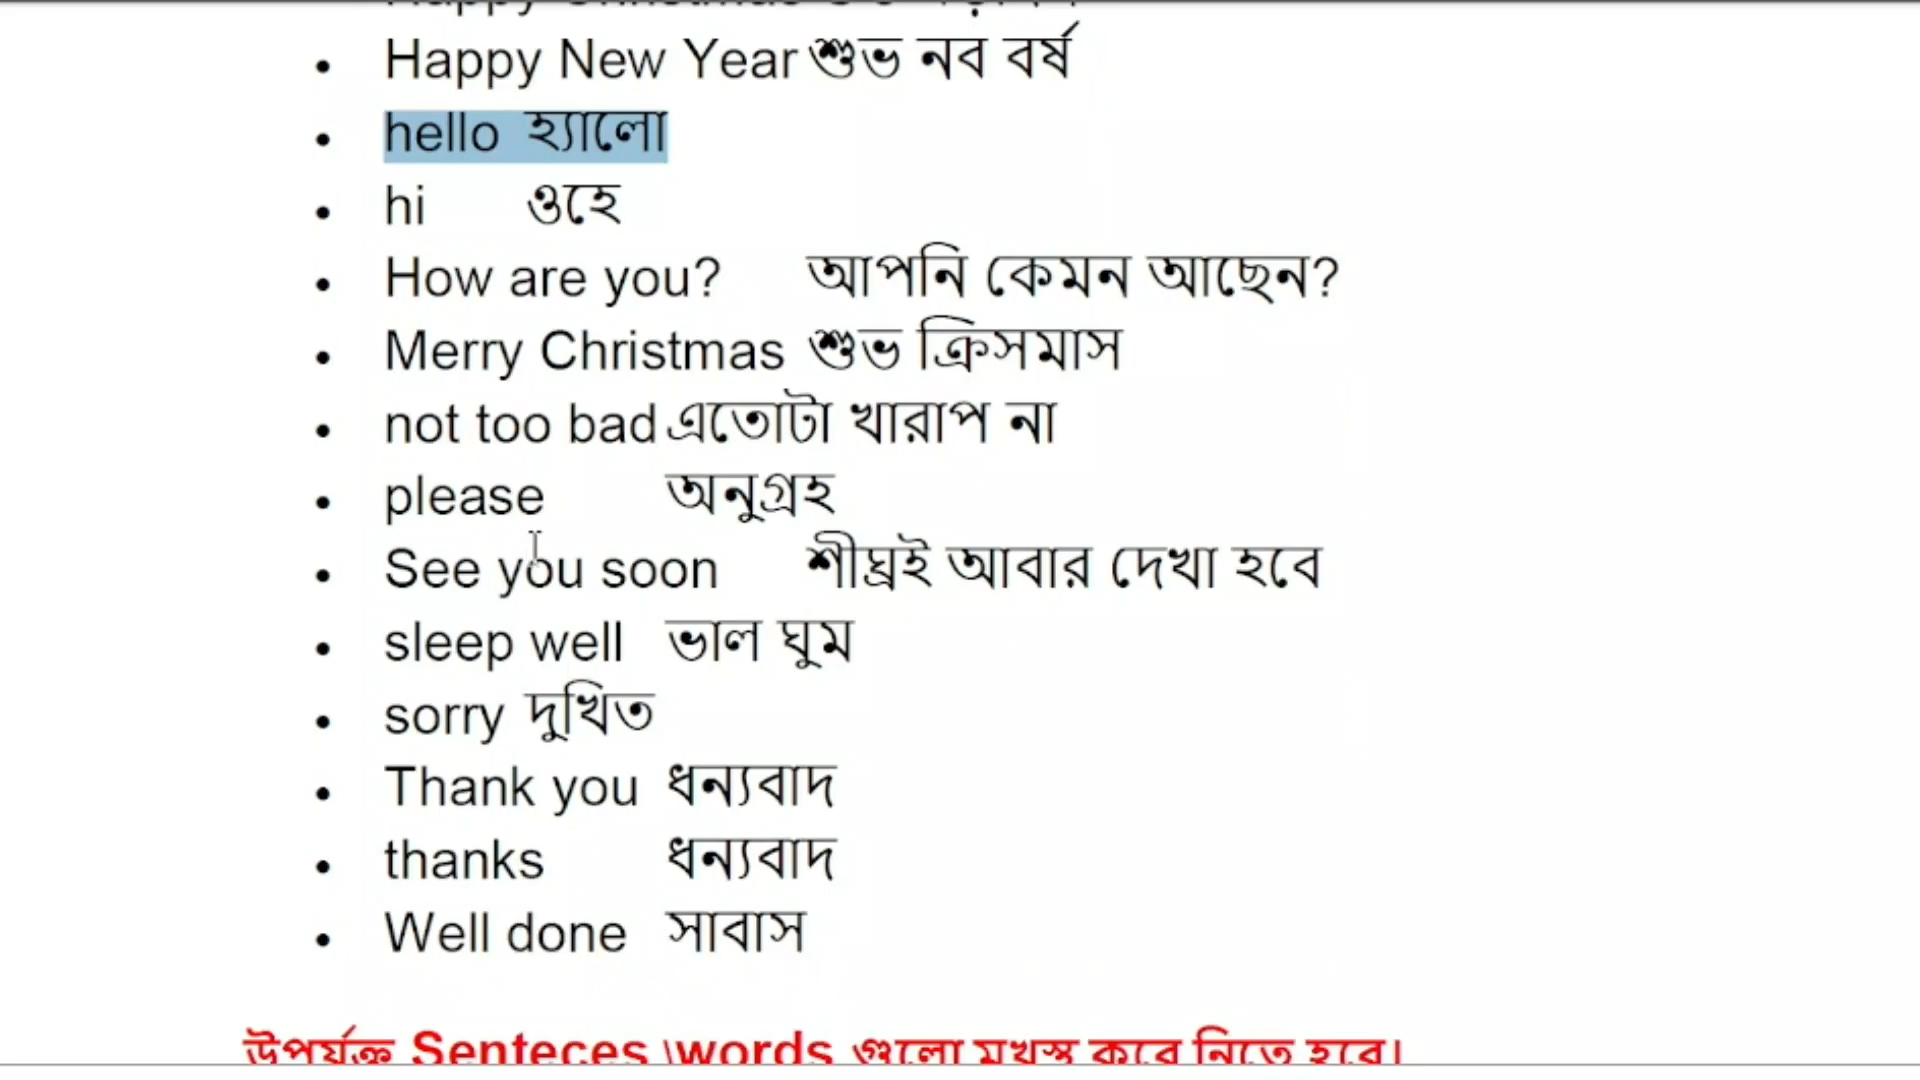 Happy New Year শুভ নব বর্ষ
hello হ্যালো
hi ওহে
How are you? আপনি কেমন আছেন?
Merry Christmas শুভ ক্রিসমাস
not too bad এতোটা খারাপ না
please অনুগ্রহ
See you soon শীঘ্রই আবার দেখা হবে
sleep well ভাল ঘুম
sorry দুখিত
Thank you ধন্যবাদ
thanks ধন্যবাদ
Well done সাবাস
উপর্যুক্ত Senteces \words গুলো মুখস্ত করে নিতে হবে।